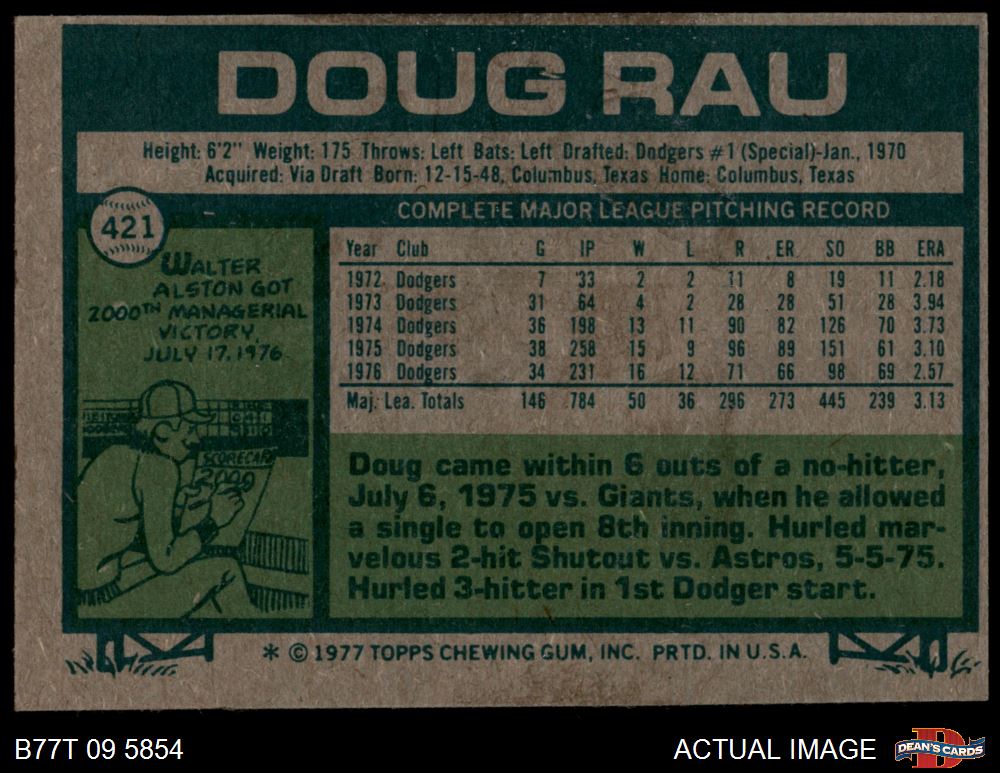 DOUG RAU
Height: 6'2" Weight: 175 Throws: Left Bats: Left Drafted: Dodgers #1 (Special)-Jan., 1970
Acquired: Via Draft Born: 12-15-48, Columbus, Texas Home: Columbus, Texas
421
COMPLETE MAJOR LEAGUE PITCHING RECORD
WALTER
ALSTON GOT
2000TH MANAGERIAL
VICTORY,
JULY 17, 1976
SCORECARD
2000
Year Club G IP W L R ER SO BB ERA
1972 Dodgers 7 33 2 2 11 8 19 11 2.18
1973 Dodgers 31 64 4 2 28 28 51 28 3.94
1974 Dodgers 36 198 13 11 90 82 126 70 3.73
1975 Dodgers 38 258 15 9 96 89 151 61 3.10
1976 Dodgers 34 231 16 12 71 66 98 69 2.57
Maj. Lea. Totals 146 784 50 36 296 273 445 239 3.13
Doug came within 6 outs of a no-hitter,
July 6, 1975 vs. Giants, when he allowed
a single to open 8th inning. Hurled mar-
velous 2-hit Shutout vs. Astros, 5-5-75.
Hurled 3-hitter in 1st Dodger start.
* © 1977 TOPPS CHEWING GUM, INC. PRTD. IN U.S.A.
B77T 09 5854
ACTUAL IMAGE
DEAN'S CARDS